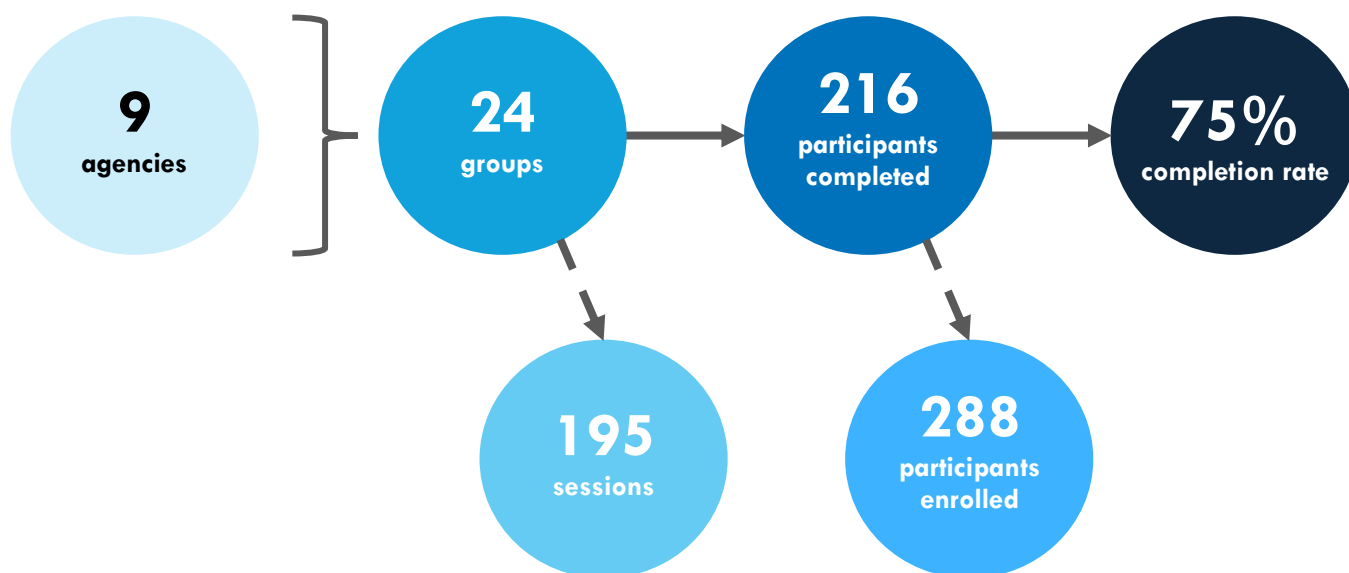 9
agencies
24
groups
216
participants
completed
75%
completion rate
195
sessions
288
participants
enrolled